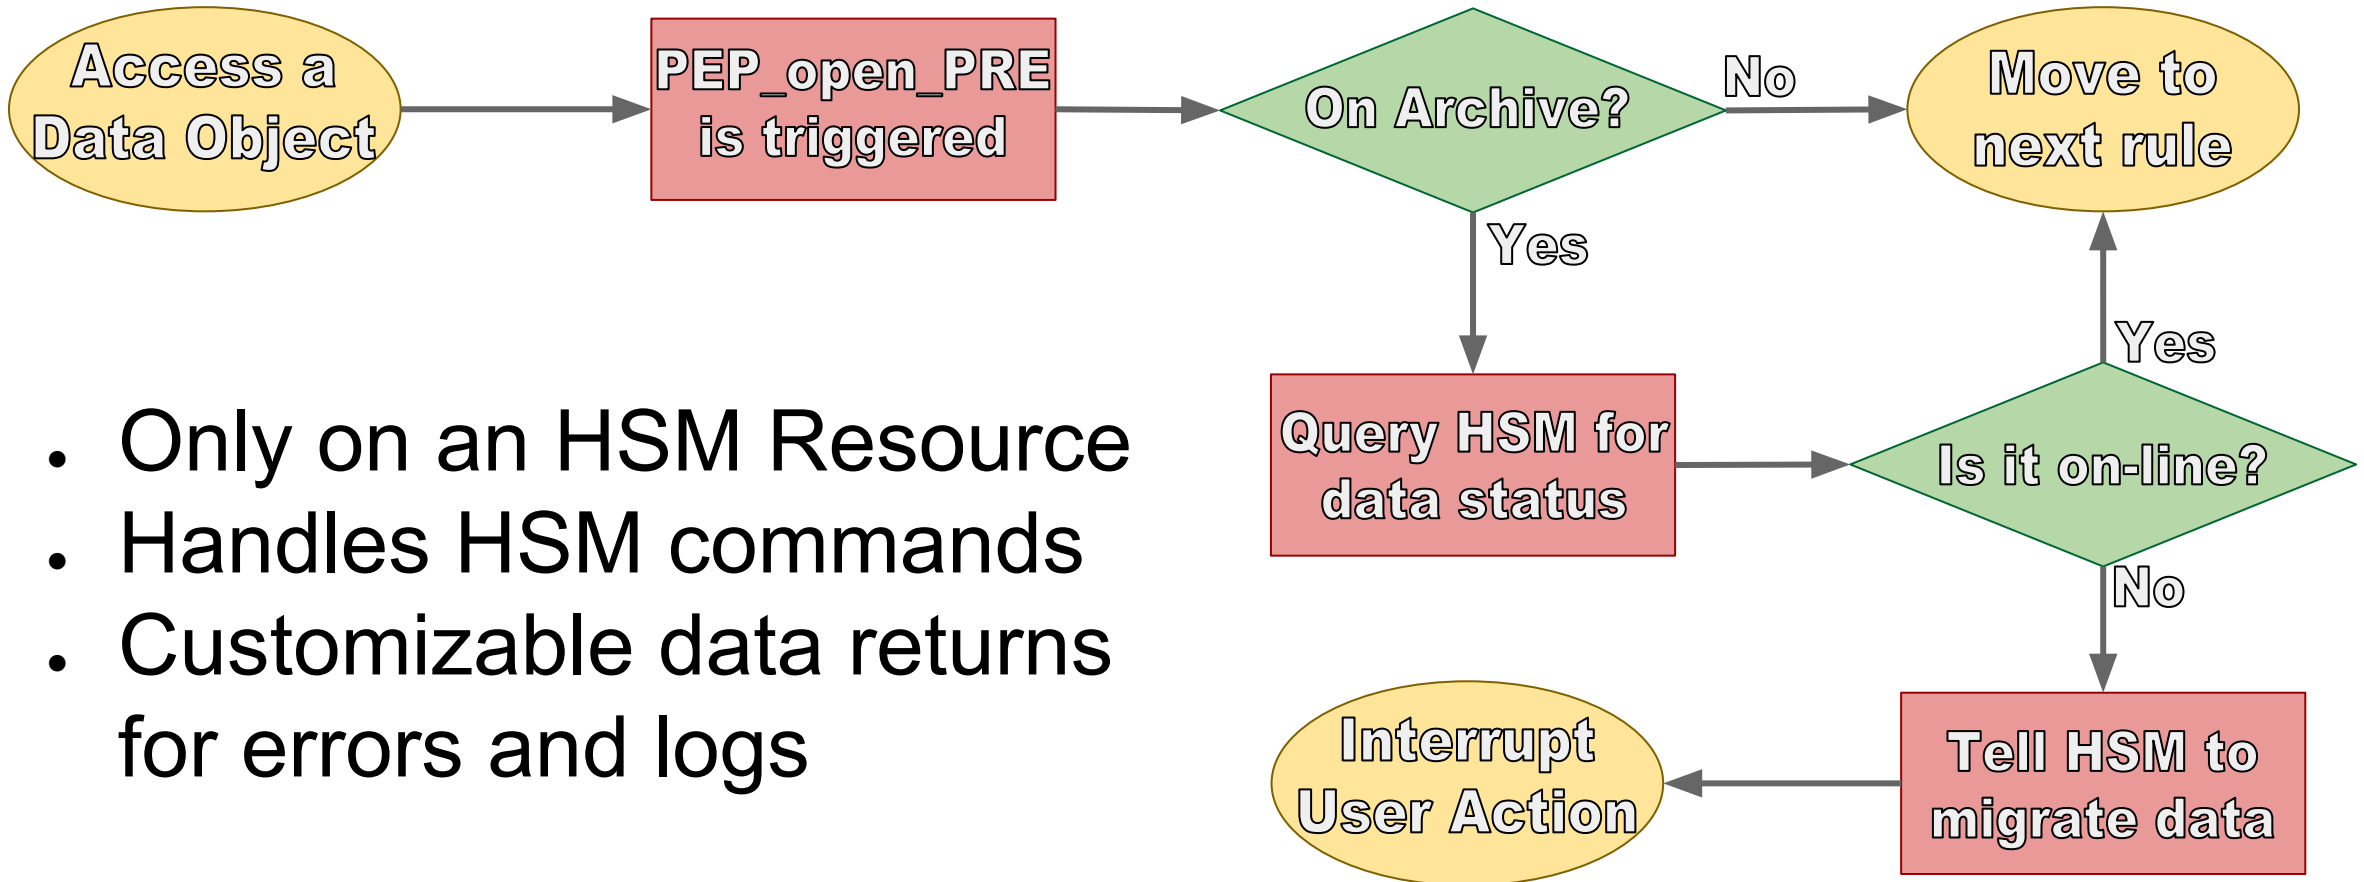 Access a
Data Object
PEP_open_PRE
is triggered
On Archive?
No
Move to
next rule
Yes
Query HSM for
data status
Is it on-line?
Yes
No
Tell HSM to
migrate data
Interrupt
User Action
• Only on an HSM Resource
• Handles HSM commands
• Customizable data returns
for errors and logs